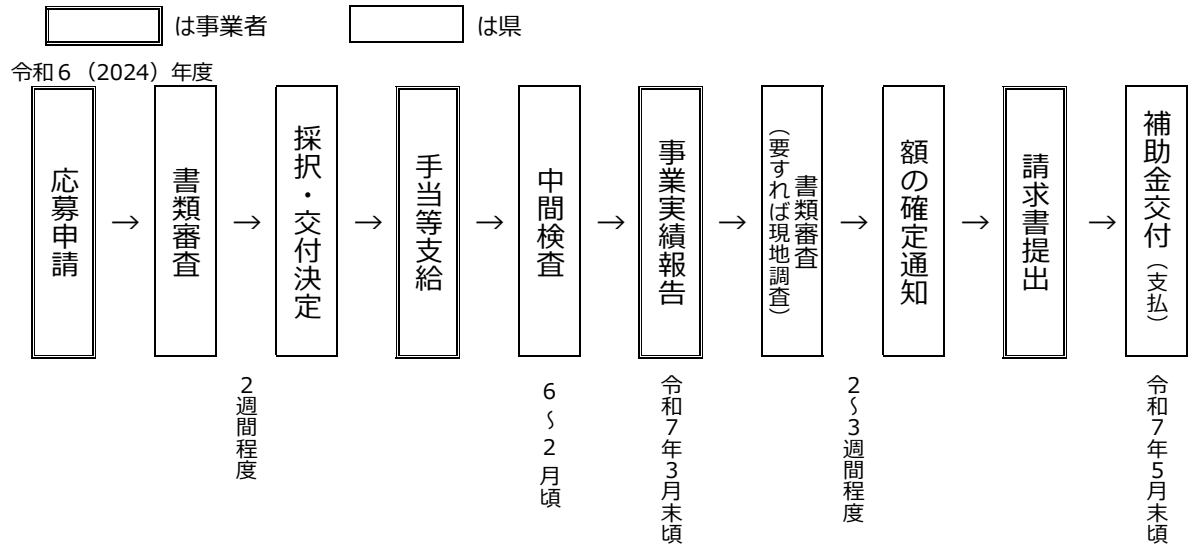 は事業者
は県
令和６（2024）年度
応募申請
→
書類審査
→
採択・交付決定
→
手当等支給
→
中間検査
→
事業実績報告
→
書類審査
（要すれば現地調査）
→
額の確定通知
→
請求書提出
→
補助金交付（支払）
２週間程度
６～２月頃
令和７年３月末頃
２～３週間程度
令和７年５月末頃